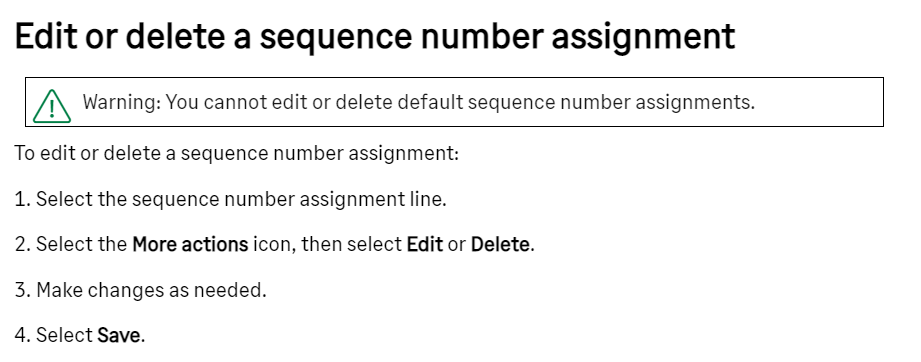 Edit or delete a sequence number assignment
Warning: You cannot edit or delete default sequence number assignments.
To edit or delete a sequence number assignment:
1. Select the sequence number assignment line.
2. Select the More actions icon, then select Edit or Delete.
3. Make changes as needed.
4. Select Save.